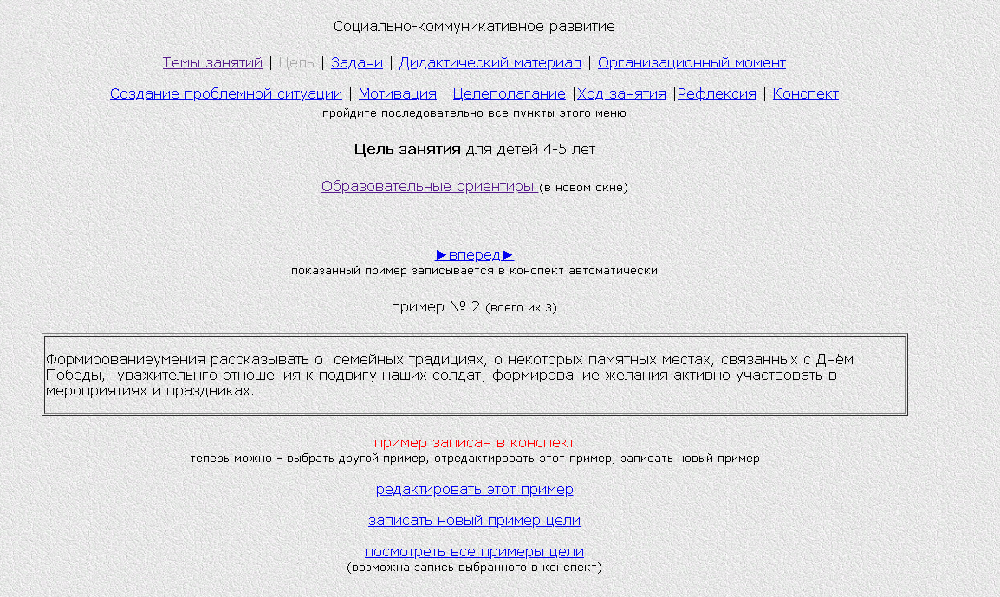 Социально-коммуникативное развитие
Темы занятий | Цель | Задачи | Дидактический материал | Организационный момент
Создание проблемной ситуации | Мотивация | Целеполагание |Ход занятия |Рефлексия | Конспект
пройдите последовательно все пункты этого меню
Цель занятия для детей 4-5 лет
Образовательные ориентиры (в новом окне)
►вперед►
показанный пример записывается в конспект автоматически
пример № 2 (всего их 3)
Формированиеумения рассказывать о  семейных традициях, о некоторых памятных местах, связанных с Днём
Победы,  уважительнго отношения к подвигу наших солдат; формирование желания активно участвовать в
мероприятиях и праздниках.
пример записан в конспект
теперь можно - выбрать другой пример, отредактировать этот пример, записать новый пример
редактировать этот пример
записать новый пример цели
посмотреть все примеры цели
(возможна запись выбранного в конспект)